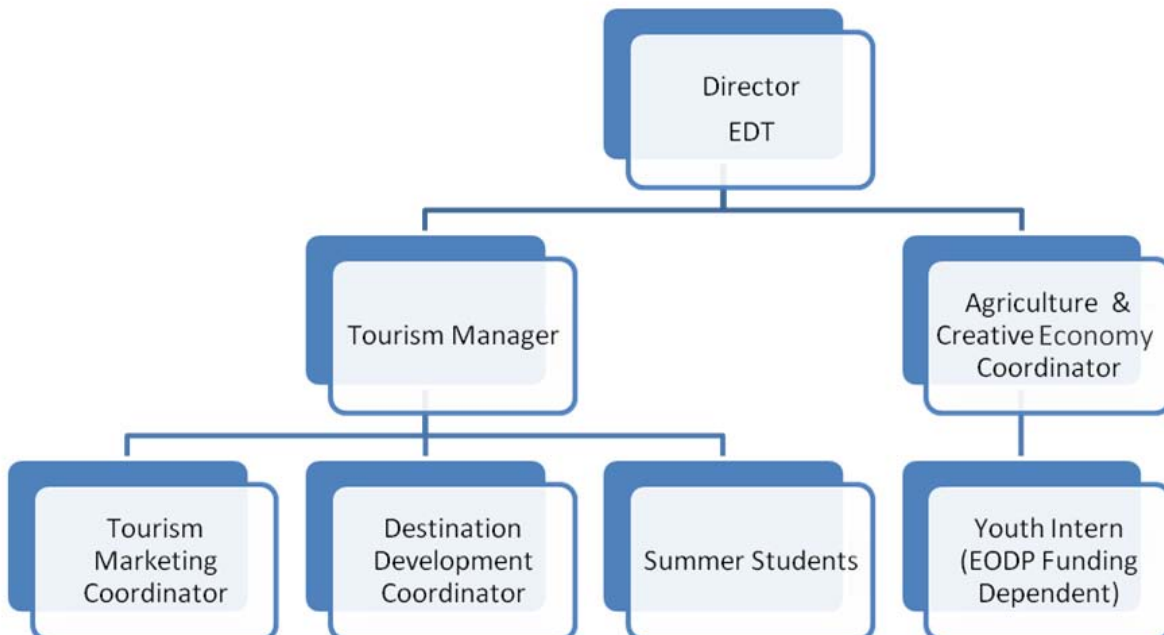 Director
EDT
Tourism Manager
Agriculture &
Creative Economy
Coordinator
Tourism
Marketing
Coordinator
Destination
Development
Coordinator
Summer Students
Youth Intern
(EODP Funding
Dependent)